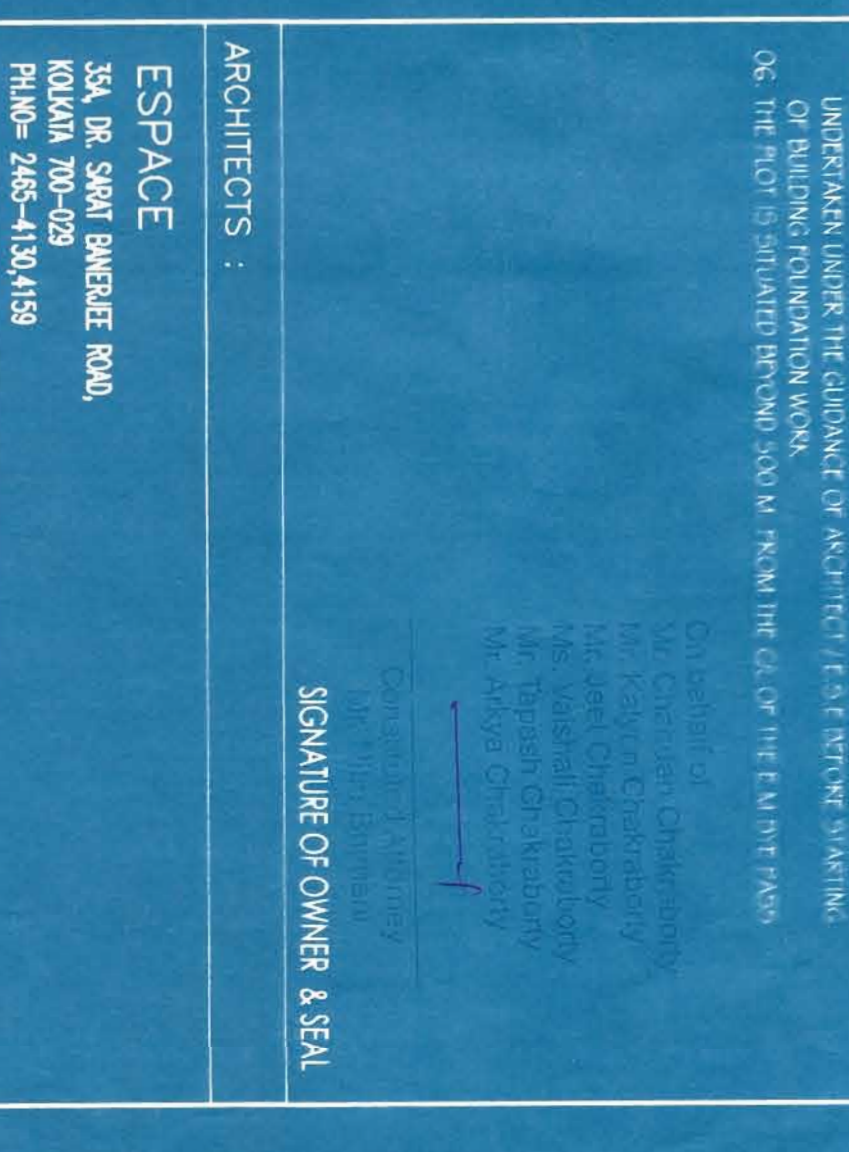 UNDERTAKEN UNDER THE GUIDANCE OF ARCHITECT / E.S.E BEFORE STARTING
OF BUILDING FOUNDATION WORK.
06. THE PLOT IS SITUATED BEYOND 500 M. FROM THE C/L OF THE E.M BYE PASS
On behalf of
Mr. Chakraborty
Mr. Chakraborty
Mr. Jeet Chakraborty
Ms. Vaishali Chakraborty
Mr. Tapash Chakraborty
Mr. Arkya Chakraborty
Constituted Attorney
Mr.
SIGNATURE OF OWNER & SEAL
ARCHITECTS :
ESPACE
35A, DR. SARAT BANERJEE ROAD,
KOLKATA 700-029
PH.NO= 2465-4130,4159